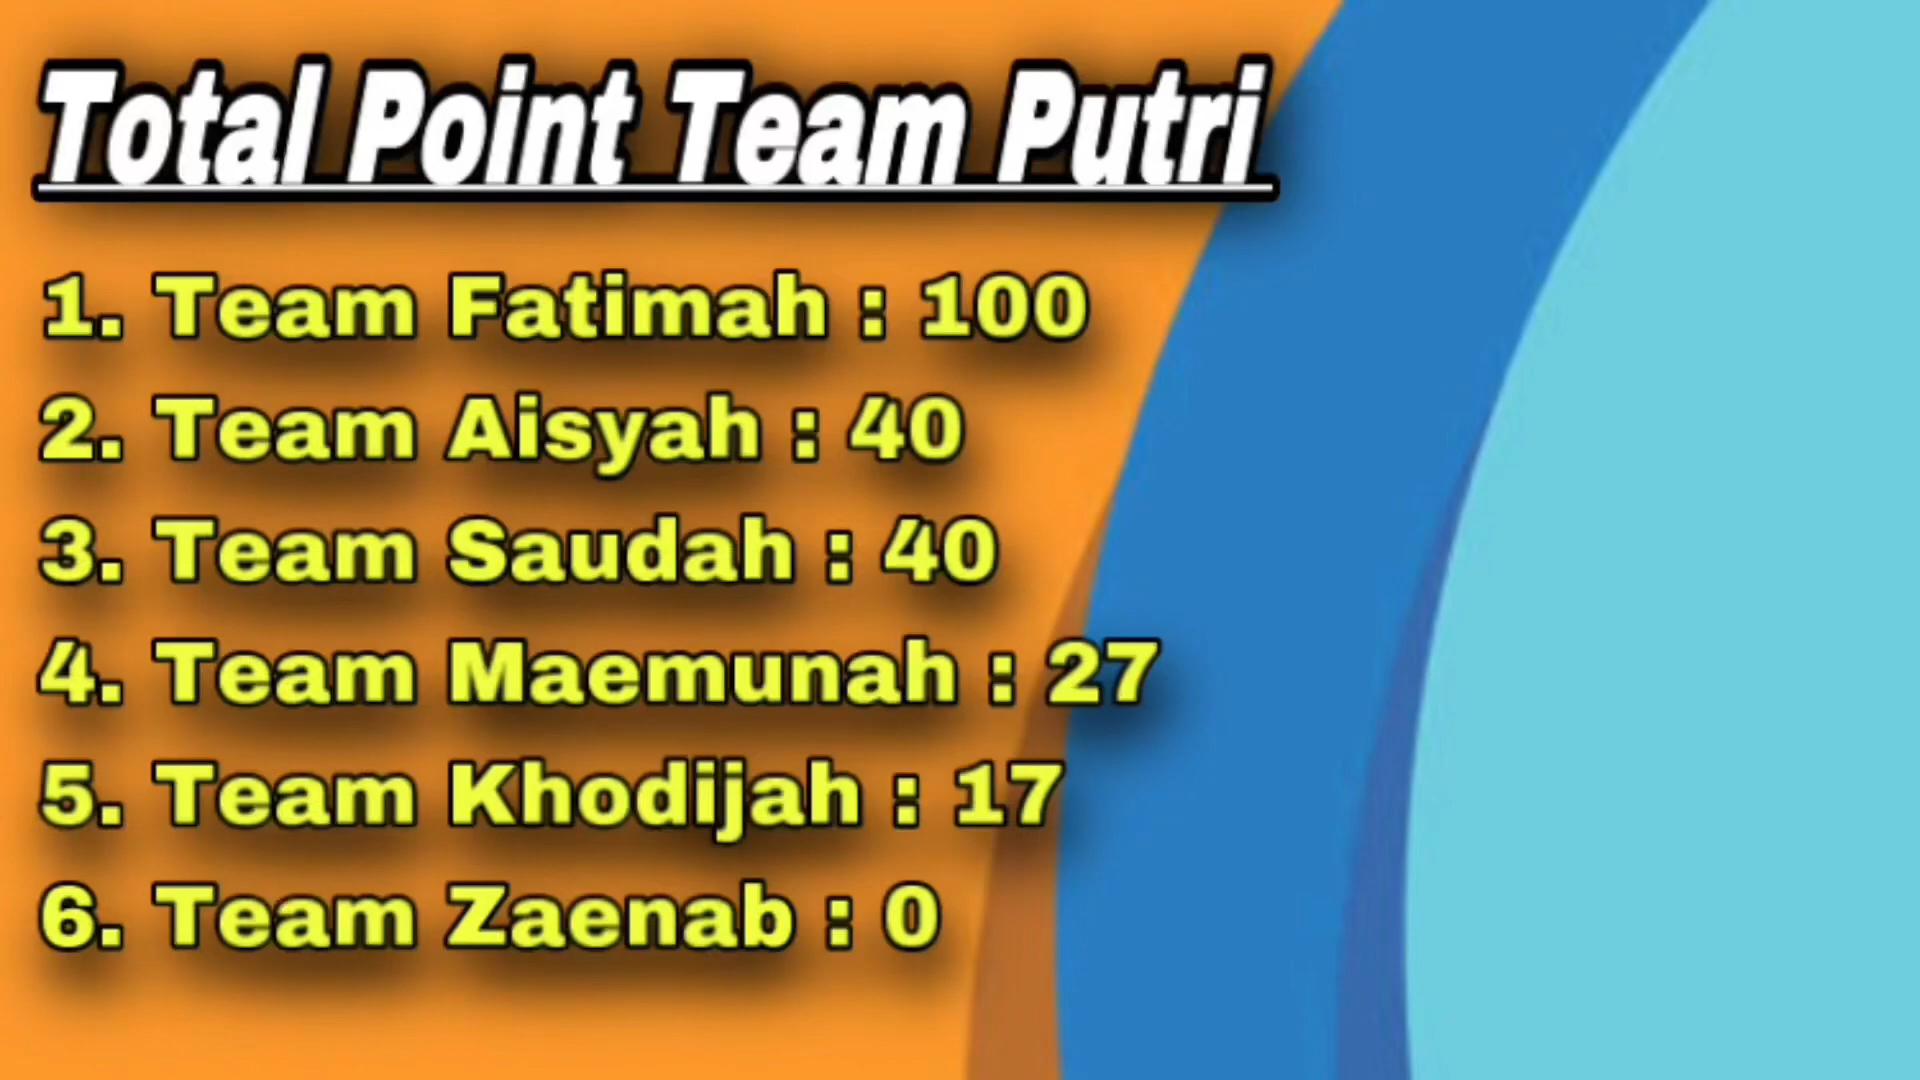 Total Point Team Putri
1. Team Fatimah : 100
2. Team Aisyah : 40
3. Team Saudah : 40
4. Team Maemunah : 27
5. Team Khodijah : 17
6. Team Zaenab : 0